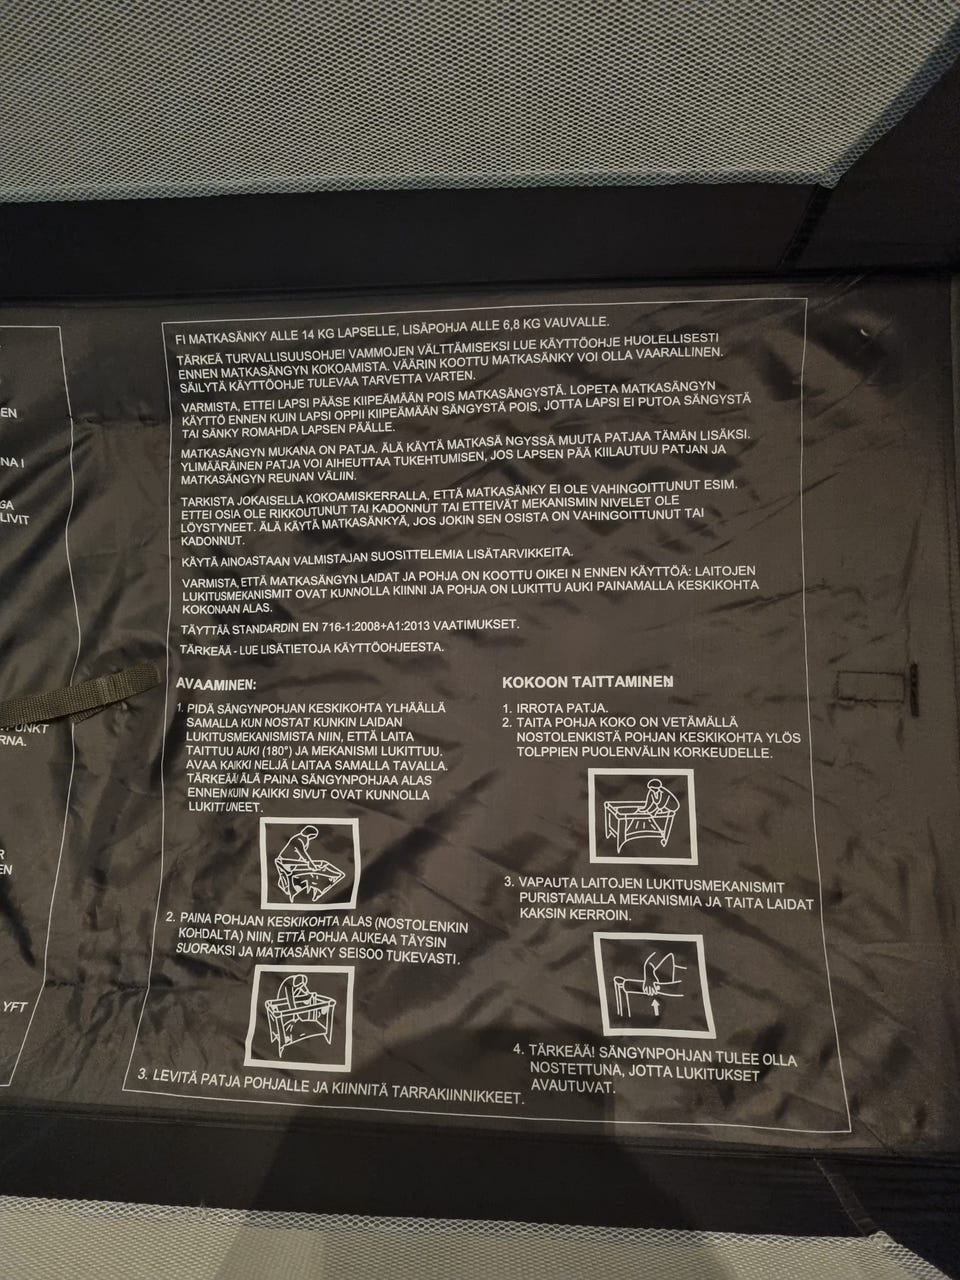 EN
NA I
GA
LIVIT
PUNKT
RNA.
R
EN
LYFT
FI MATKASÄNKY ALLE 14 KG LAPSELLE, LISÄPOHJA ALLE 6,8 KG VAUVALLE.
TÄRKEÄ TURVALLISUUSOHJE! VAMMOJEN VÄLTTÄMISEKSI LUE KÄYTTÖOHJE HUOLELLISESTI
ENNEN MATKASÄNGYN KOKOAMISTA. VÄÄRIN KOOTTU MATKASÄNKY VOI OLLA VAARALLINEN.
SÄILYTÄ KÄYTTÖOHJE TULEVAA TARVETTA VARTEN.
VARMISTA, ETTEI LAPSI PÄÄSE KIIPEÄMÄÄN POIS MATKASÄNGYSTÄ. LOPETA MATKASÄNGYN
KÄYTTÖ ENNEN KUIN LAPSI OPPII KIIPEÄMÄÄN SÄNGYSTÄ POIS, JOTTA LAPSI EI PUTOA SÄNGYSTÄ
TAI SÄNKY ROMAHDA LAPSEN PÄÄLLE.
MATKASÄNGYN MUKANA ON PATJA. ÄLÄ KÄYTÄ MATKASÄ NGYSSÄ MUUTA PATJAA TÄMÄN LISÄKSI.
YLIMÄÄRÄINEN PATJA VOI AIHEUTTAA TUKEHTUMISEN, JOS LAPSEN PÄÄ KIILAUTUU PATJAN JA
MATKASÄNGYN REUNAN VÄLIIN.
TARKISTA JOKAISELLA KOKOAMISKERRALLA, ETTÄ MATKASÄNKY EI OLE VAHINGOITTUNUT ESIM.
ETTEI OSIA OLE RIKKOUTUNUT TAI KADONNUT TAI ETTEIVÄT MEKANISMIN NIVELET OLE
LÖYSTYNEET. ÄLÄ KÄYTÄ MATKASÄNKYÄ, JOS JOKIN SEN OSISTA ON VAHINGOITTUNUT TAI
KADONNUT.
KÄYTÄ AINOASTAAN VALMISTAJAN SUOSITTELEMIA LISÄTARVIKKEITA.
VARMISTA, ETTÄ MATKASÄNGYN LAIDAT JA POHJA ON KOOTTU OIKEI N ENNEN KÄYTTÖÄ: LAITOJEN
LUKITUSMEKANISMIT OVAT KUNNOLLA KIINNI JA POHJA ON LUKITTU AUKI PAINAMALLA KESKIKOHTA
KOKONAAN ALAS.
TÄYTTÄÄ STANDARDIN EN 716-1:2008+A1:2013 VAATIMUKSET.
TÄRKEÄÄ - LUE LISÄTIETOJA KÄYTTÖOHJEESTA.
AVAAMINEN:
1. PIDÄ SÄNGYNPOHJAN KESKIKOHTA YLHÄÄLLÄ
SAMALLA KUN NOSTAT KUNKIN LAIDAN
LUKITUSMEKANISMISTA NIIN, ETTÄ LAITA
TAITTUU AUKI (180°) JA MEKANISMI LUKITTUU.
AVAA KAIKKI NELJÄ LAITAA SAMALLA TAVALLA.
TÄRKEÄÄ! ÄLÄ PAINA SÄNGYNPOHJAA ALAS
ENNEN KUIN KAIKKI SIVUT OVAT KUNNOLLA
LUKITTUNEET.
2. PAINA POHJAN KESKIKOHTA ALAS (NOSTOLENKIN
KOHDALTA) NIIN, ETTÄ POHJA AUKEAA TÄYSIN
SUORAKSI JA MATKASÄNKY SEISOO TUKEVASTI.
3. LEVITÄ PATJA POHJALLE JA KIINNITÄ TARRAKIINNIKKEET.
KOKOON TAITTAMINEN
1. IRROTA PATJA.
2. TAITA POHJA KOKO ON VETÄMÄLLÄ
NOSTOLENKISTÄ POHJAN KESKIKOHTA YLÖS
TOLPPIEN PUOLENVÄLIN KORKEUDELLE.
3. VAPAUTA LAITOJEN LUKITUSMEKANISMIT
PURISTAMALLA MEKANISMIA JA TAITA LAIDAT
KAKSIN KERROIN.
4. TÄRKEÄÄ! SÄNGYNPOHJAN TULEE OLLA
NOSTETTUNA, JOTTA LUKITUKSET
AVAUTUVAT.